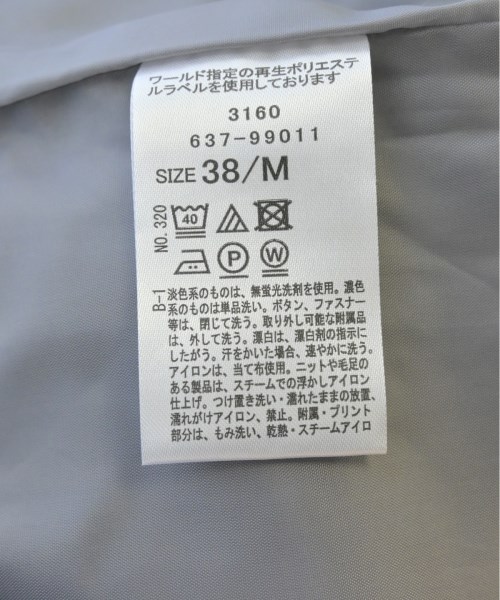 ワールド指定の再生ポリエステ
ルラベルを使用しております
3160
637-99011
SIZE 38/M
NO. 320
40
P
W
B-1
淡色系のものは、無蛍光洗剤を使用。濃色
系のものは単品洗い。ボタン、ファスナー
等は、閉じて洗う。取り外し可能な附属品
は、外して洗う。漂白は、漂白剤の指示に
したがう。汗をかいた場合、速やかに洗う。
アイロンは、当て布使用。ニットや毛足の
ある製品は、スチームでの浮かしアイロン
仕上げ。つけ置き洗い・濡れたままの放置、
濡れがけアイロン、禁止。附属・プリント
部分は、もみ洗い、乾熱・スチームアイロ